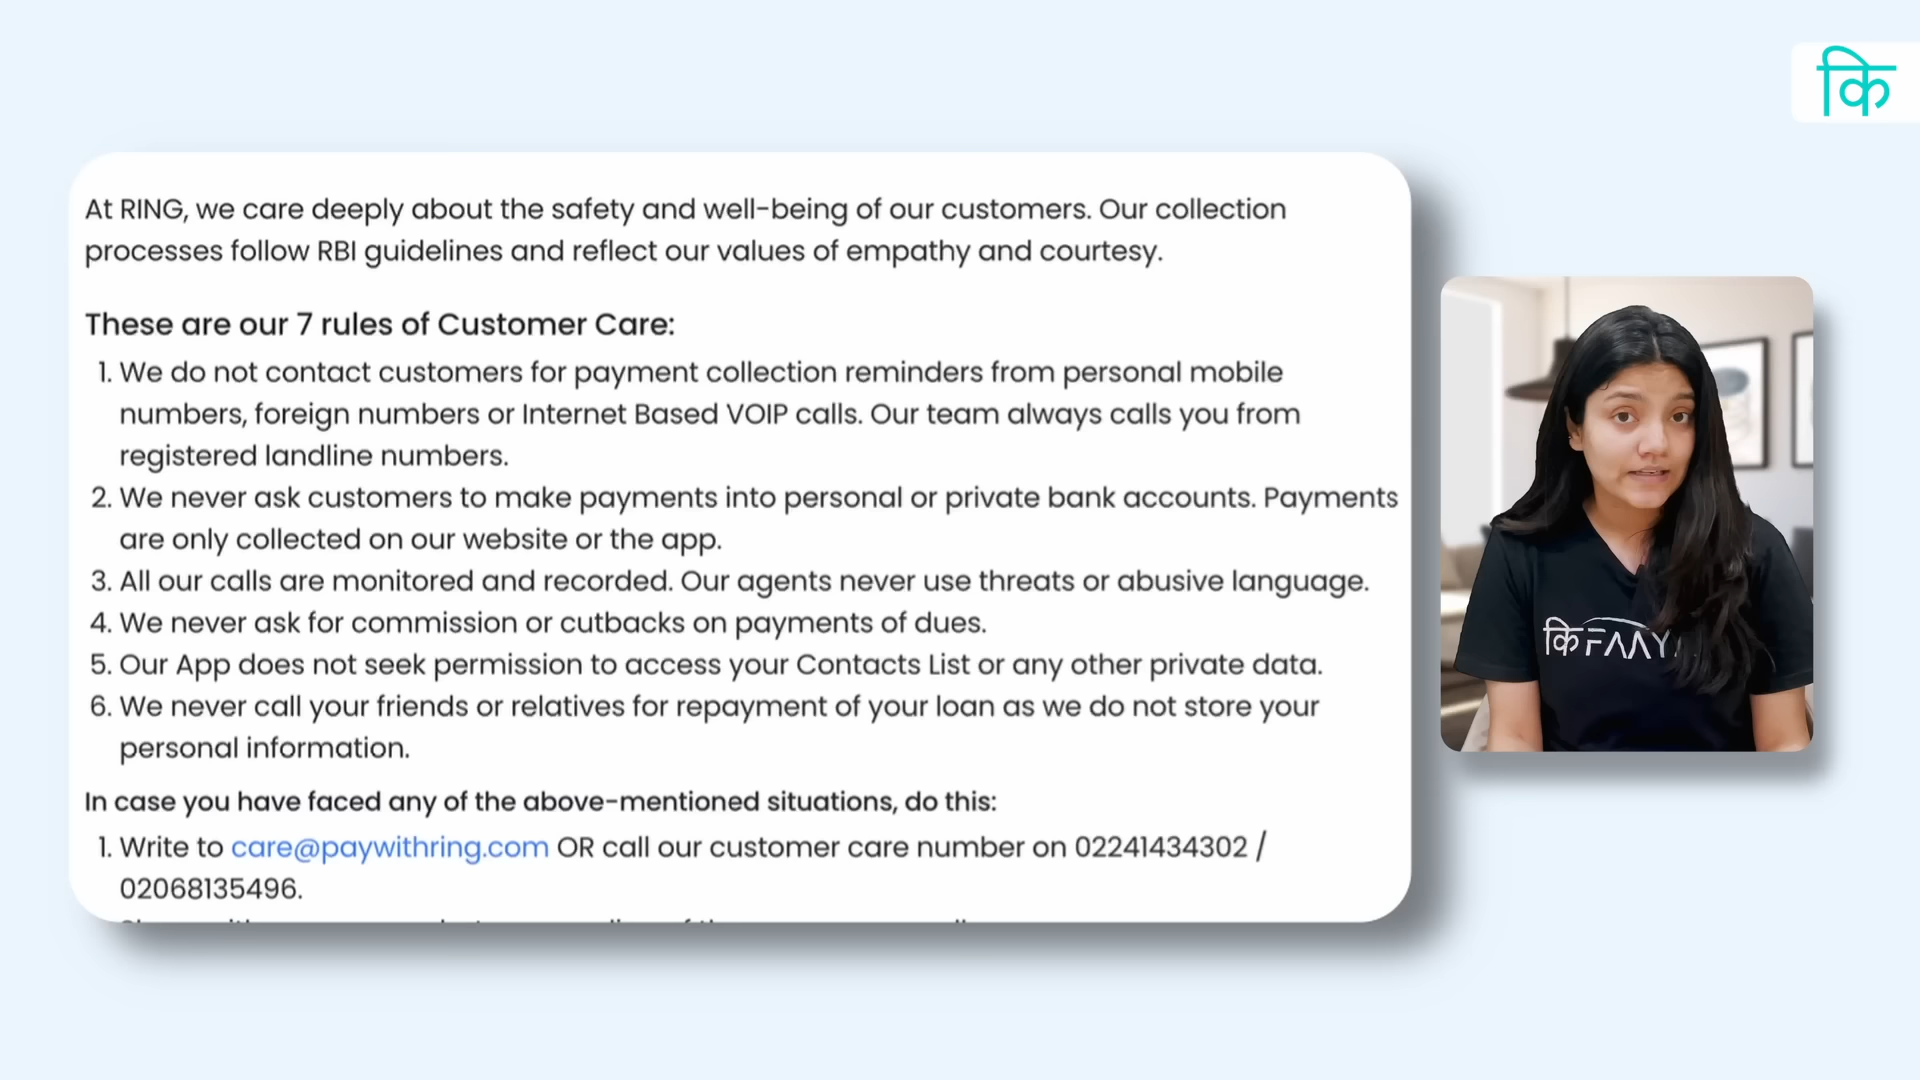 कि
At RING, we care deeply about the safety and well-being of our customers. Our collection
processes follow RBI guidelines and reflect our values of empathy and courtesy.
These are our 7 rules of Customer Care:
1. We do not contact customers for payment collection reminders from personal mobile
numbers, foreign numbers or Internet Based VOIP calls. Our team always calls you from
registered landline numbers.
2. We never ask customers to make payments into personal or private bank accounts. Payments
are only collected on our website or the app.
3. All our calls are monitored and recorded. Our agents never use threats or abusive language.
4. We never ask for commission or cutbacks on payments of dues.
5. Our App does not seek permission to access your Contacts List or any other private data.
6. We never call your friends or relatives for repayment of your loan as we do not store your
personal information.
In case you have faced any of the above-mentioned situations, do this:
1. Write to care@paywithring.com OR call our customer care number on 02241434302 /
02068135496.
कि